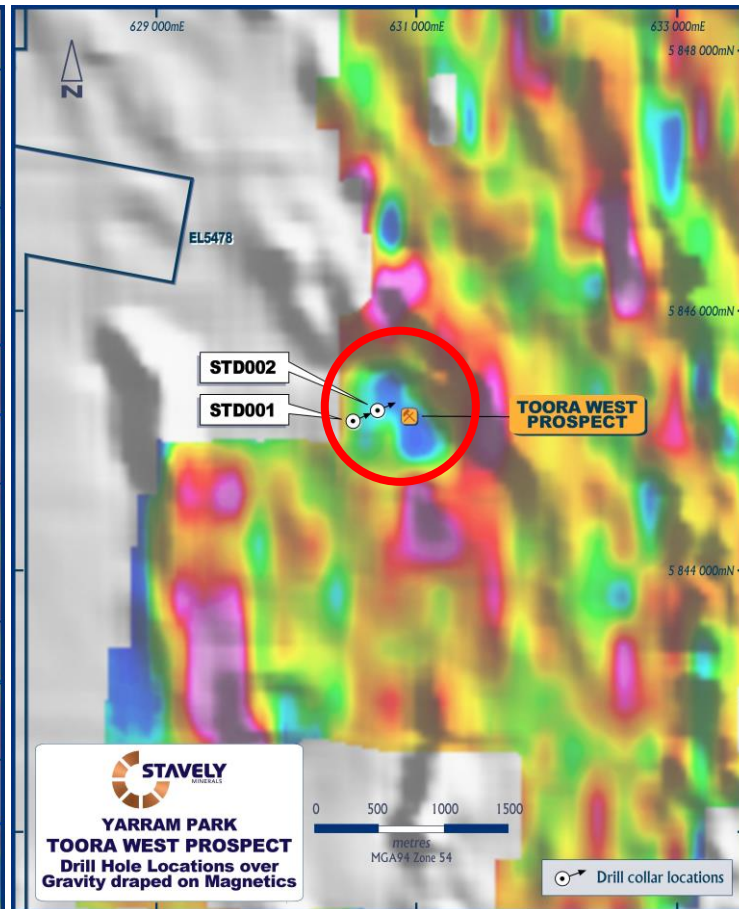 629 000mE
631 000mE
633 000mE
5 848 000mN
N
EL5478
5 846 000mN
STD002
STD001
TOORA WEST
PROSPECT
5 844 000mN
STAVELY
MINERALS
YARRAM PARK
TOORA WEST PROSPECT
Drill Hole Locations over
Gravity draped on Magnetics
0 500 1000 1500
metres
MGA94 Zone 54
Drill collar locations